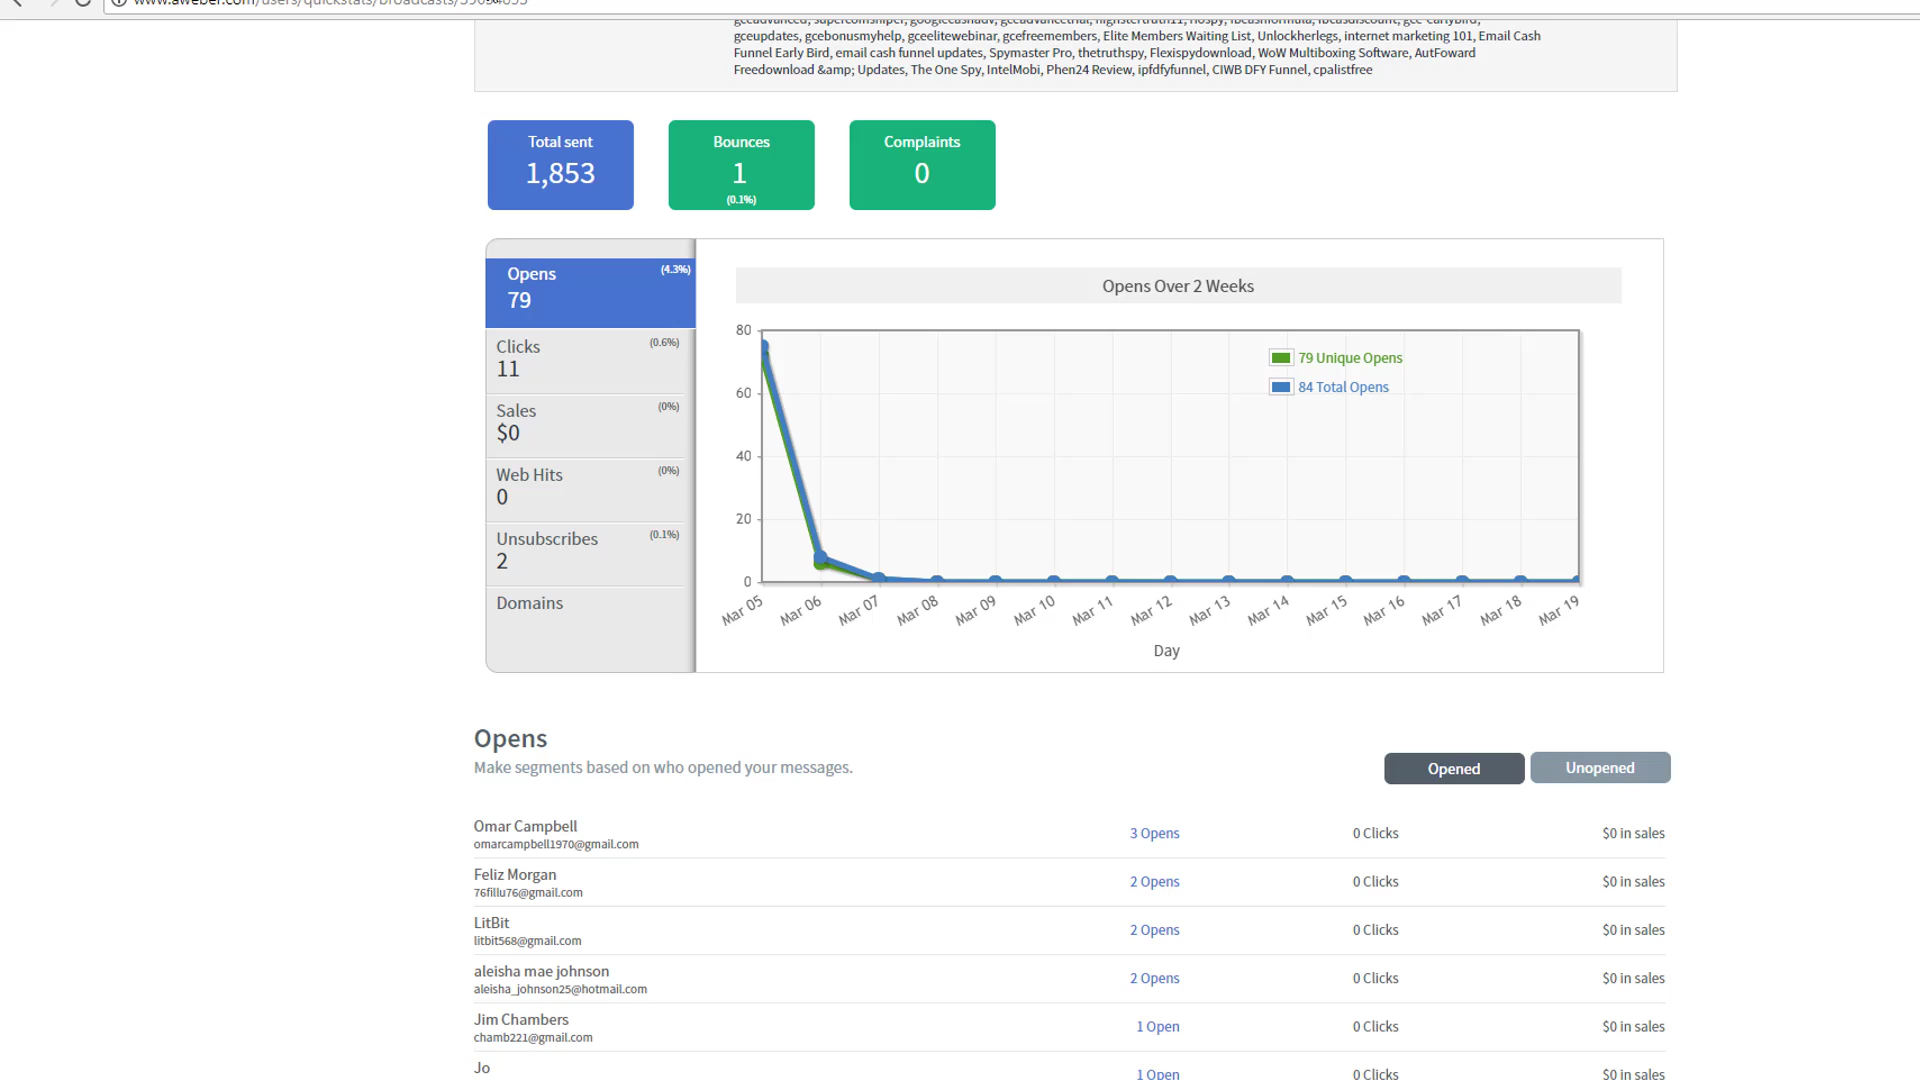 www.aweber.com/users/quickstats/broadcasts/
gceadvanced, supercomsniper, googlecashadv, gceadvancetrial,
gceupdates, gcebonusmyhelp, gceelitewebinar, gcefreemembers, Elite Members Waiting List, Unlockherlegs, internet marketing 101, Email Cash
Funnel Early Bird, email cash funnel updates, Spymaster Pro, thetruthspy, Flexispydownload, WoW Multiboxing Software, AutFoward
Freedownload &amp; Updates, The One Spy, IntelMobi, Phen24 Review, ipfdfyfunnel, CIWB DFY Funnel, cpalistfree
Total sent
1,853
Bounces
1
(0.1%)
Complaints
0
Opens (4.3%)
79
Clicks (0.6%)
11
Sales (0%)
$0
Web Hits (0%)
0
Unsubscribes (0.1%)
2
Domains
Opens Over 2 Weeks
79 Unique Opens
84 Total Opens
80
60
40
20
0
Mar 05 Mar 06 Mar 07 Mar 08 Mar 09 Mar 10 Mar 11 Mar 12 Mar 13 Mar 14 Mar 15 Mar 16 Mar 17 Mar 18 Mar 19
Day
Opens
Make segments based on who opened your messages.
Opened Unopened
Omar Campbell
omarcampbell1970@gmail.com
3 Opens 0 Clicks $0 in sales
Feliz Morgan
76fillu76@gmail.com
2 Opens 0 Clicks $0 in sales
LitBit
litbit568@gmail.com
2 Opens 0 Clicks $0 in sales
aleisha mae johnson
aleisha_johnson25@hotmail.com
2 Opens 0 Clicks $0 in sales
Jim Chambers
chamb221@gmail.com
1 Open 0 Clicks $0 in sales
Jo
1 Open 0 Clicks $0 in sales